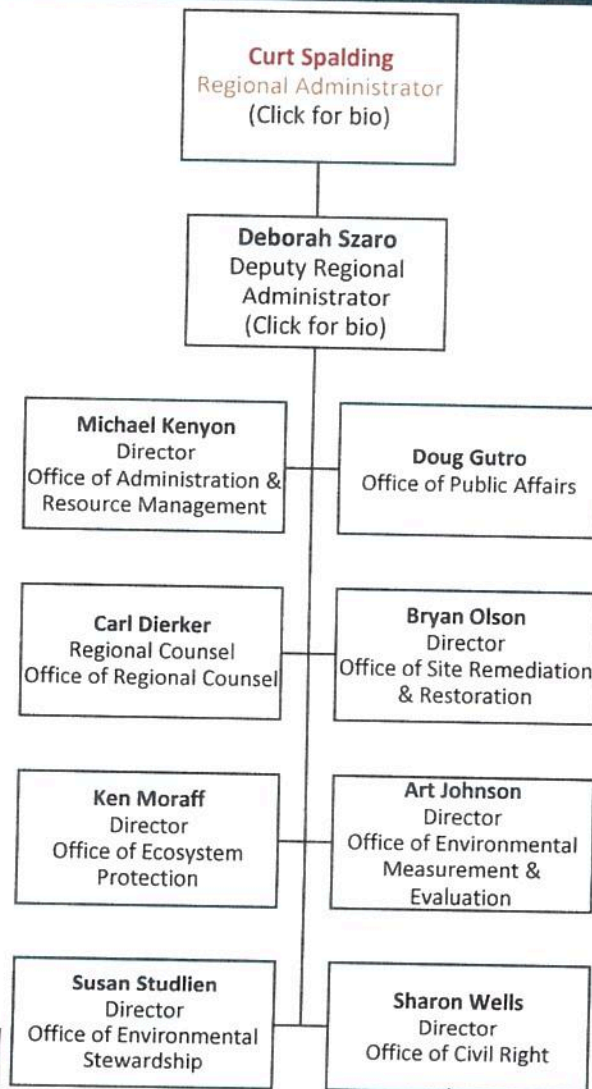 Curt Spalding
Regional Administrator
(Click for bio)
Deborah Szaro
Deputy Regional
Administrator
(Click for bio)
Michael Kenyon
Director
Office of Administration &
Resource Management
Doug Gutro
Office of Public Affairs
Carl Dierker
Regional Counsel
Office of Regional Counsel
Bryan Olson
Director
Office of Site Remediation
& Restoration
Ken Moraff
Director
Office of Ecosystem
Protection
Art Johnson
Director
Office of Environmental
Measurement &
Evaluation
Susan Studlien
Director
Office of Environmental
Stewardship
Sharon Wells
Director
Office of Civil Right